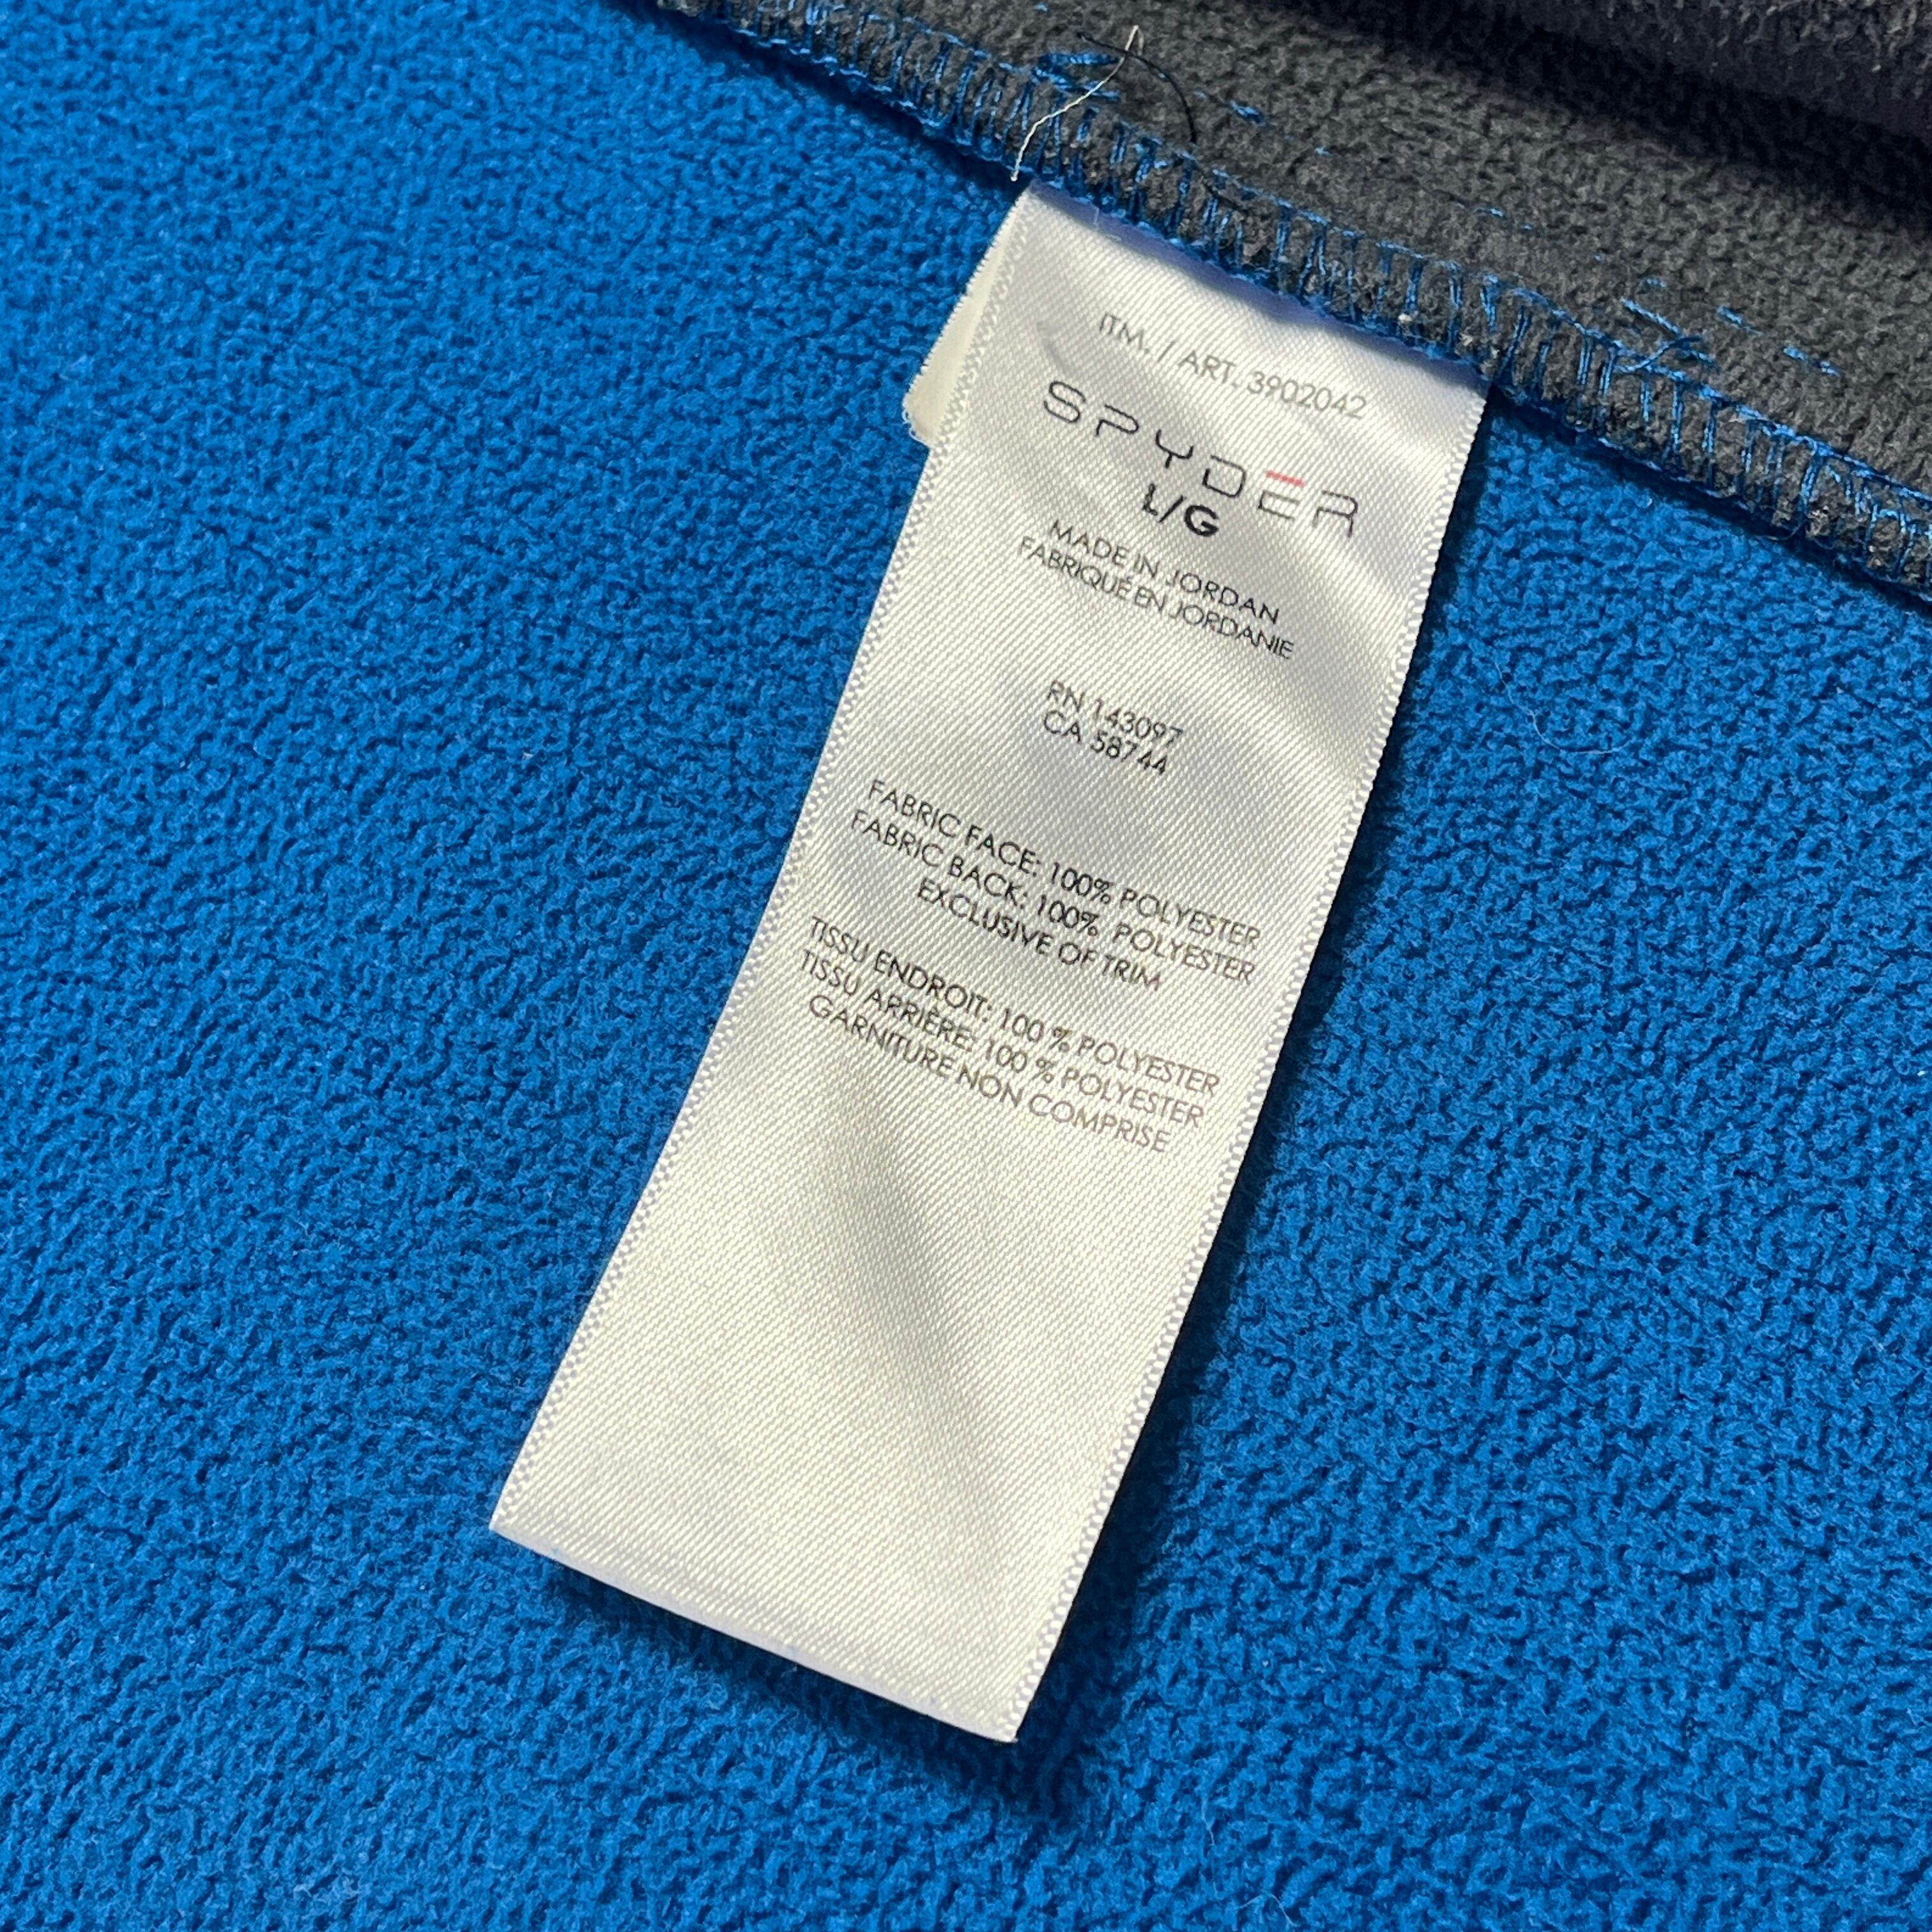 ITM. / ART. 3902042
SPYDER
L/G
MADE IN JORDAN
FABRIQUÉ EN JORDANIE
RN 143097
CA 58744
FABRIC FACE: 100% POLYESTER
FABRIC BACK: 100% POLYESTER
EXCLUSIVE OF TRIM
TISSU ENDROIT: 100 % POLYESTER
TISSU ARRIÈRE: 100 % POLYESTER
GARNITURE NON COMPRISE